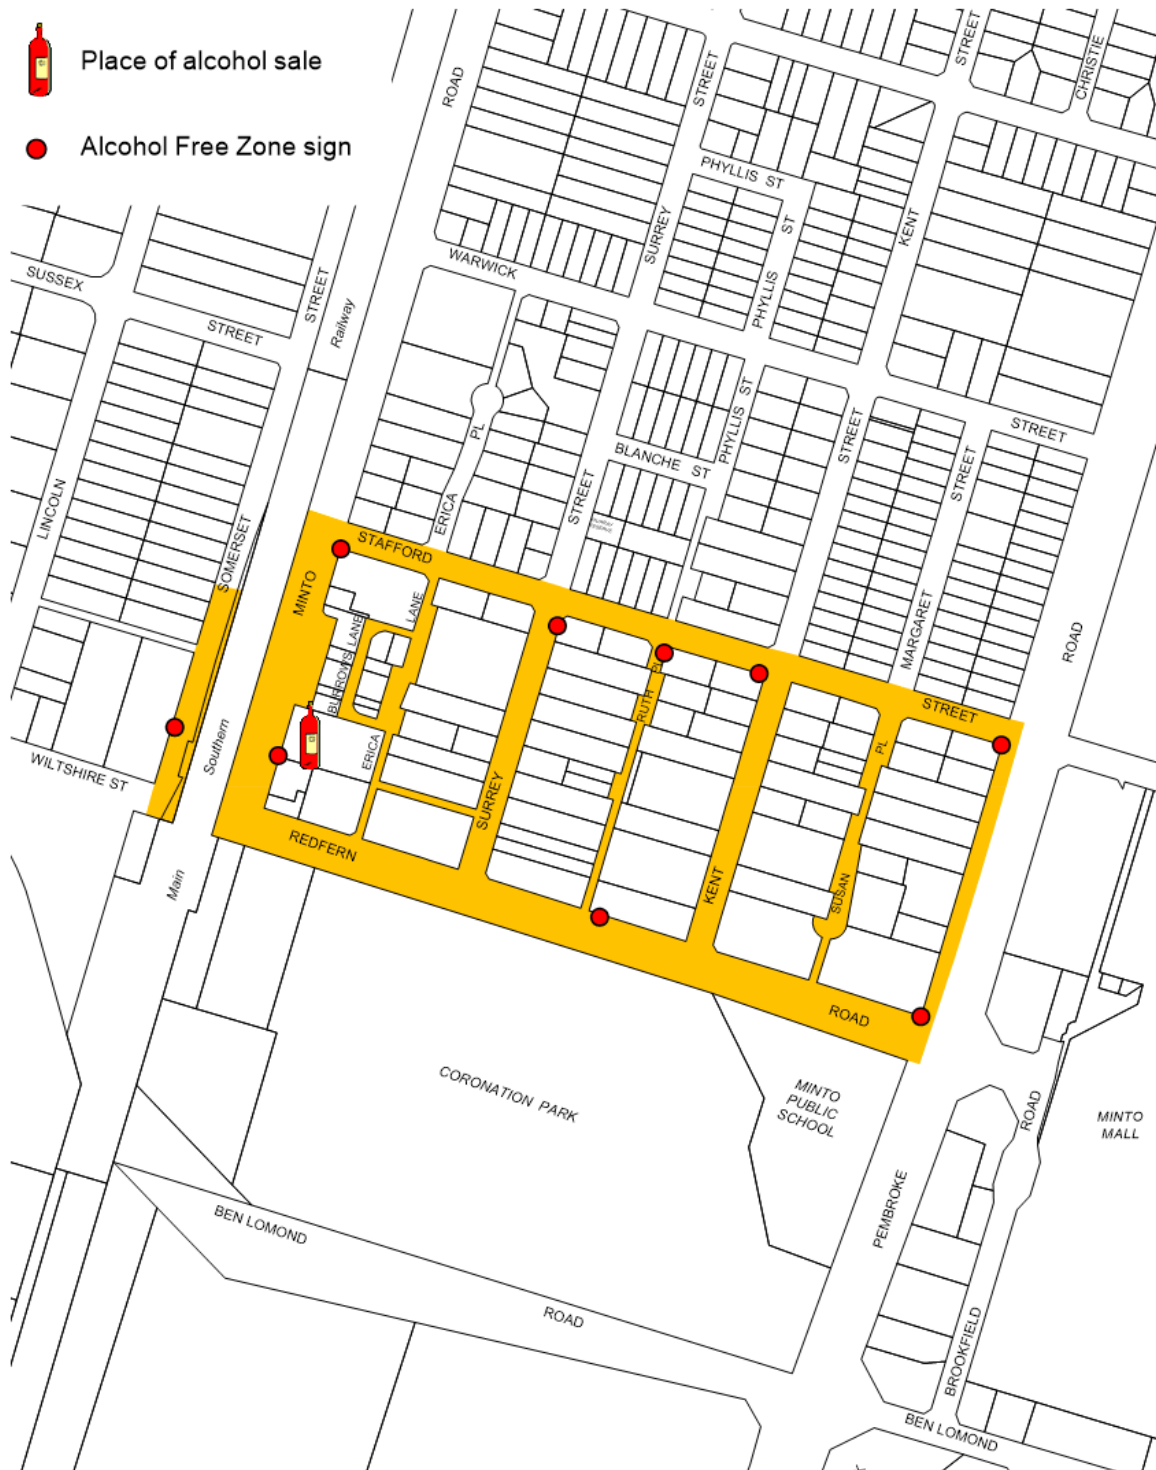 Place of alcohol sale
Alcohol Free Zone sign
ROAD
STREET
STREET
CHRISTIE
PHYLLIS ST
SURREY
ST
PHYLLIS
KENT
WARWICK
SUSSEX
STREET
STREET
Railway
PL
ERICA
STREET
BLANCHE ST
PHYLLIS ST
STREET
STREET
STREET
LINCOLN
SOMERSET
STAFFORD
MINTO
LANE
BURROWS LANE
ERICA
MARGARET
ROAD
PL
RUTH
STREET
PL
Southern
WILTSHIRE ST
SURREY
REDFERN
Main
KENT
SUSAN
ROAD
CORONATION PARK
MINTO
PUBLIC
SCHOOL
ROAD
MINTO
MALL
PEMBROKE
BEN LOMOND
ROAD
BROOKFIELD
BEN LOMOND